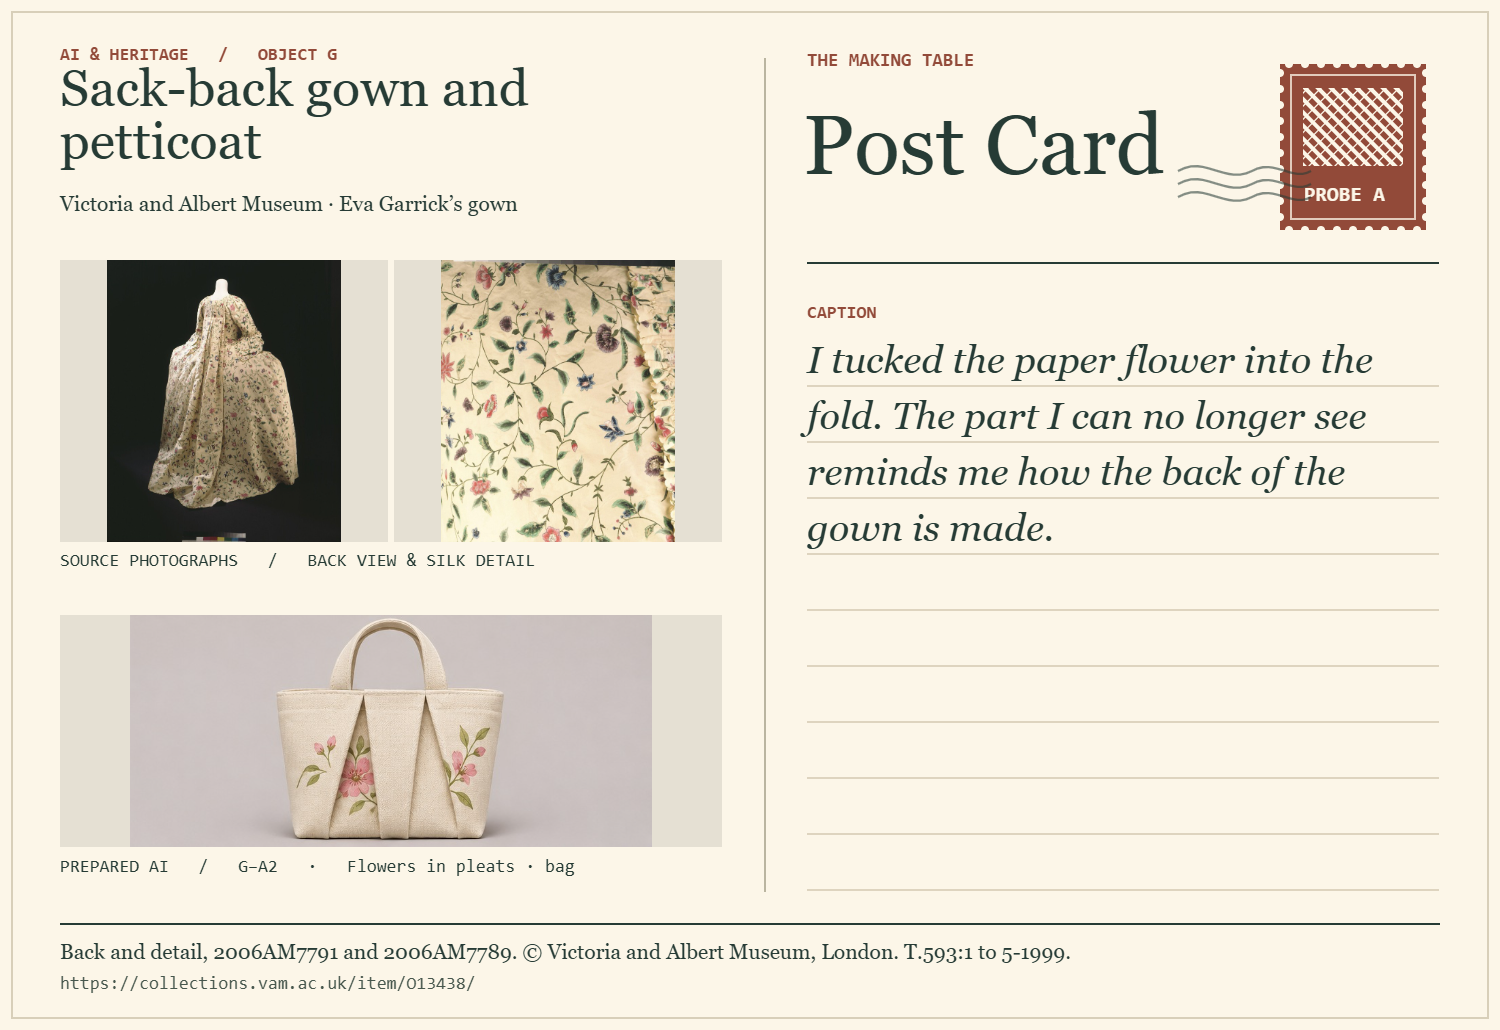 AI & HERITAGE / OBJECT G
Sack-back gown and
petticoat
Victoria and Albert Museum · Eva Garrick’s gown
SOURCE PHOTOGRAPHS / BACK VIEW & SILK DETAIL
PREPARED AI / G–A2 · Flowers in pleats · bag
THE MAKING TABLE
Post Card
PROBE A
CAPTION
I tucked the paper flower into the
fold. The part I can no longer see
reminds me how the back of the
gown is made.
Back and detail, 2006AM7791 and 2006AM7789. © Victoria and Albert Museum, London. T.593:1 to 5-1999.
https://collections.vam.ac.uk/item/O13438/